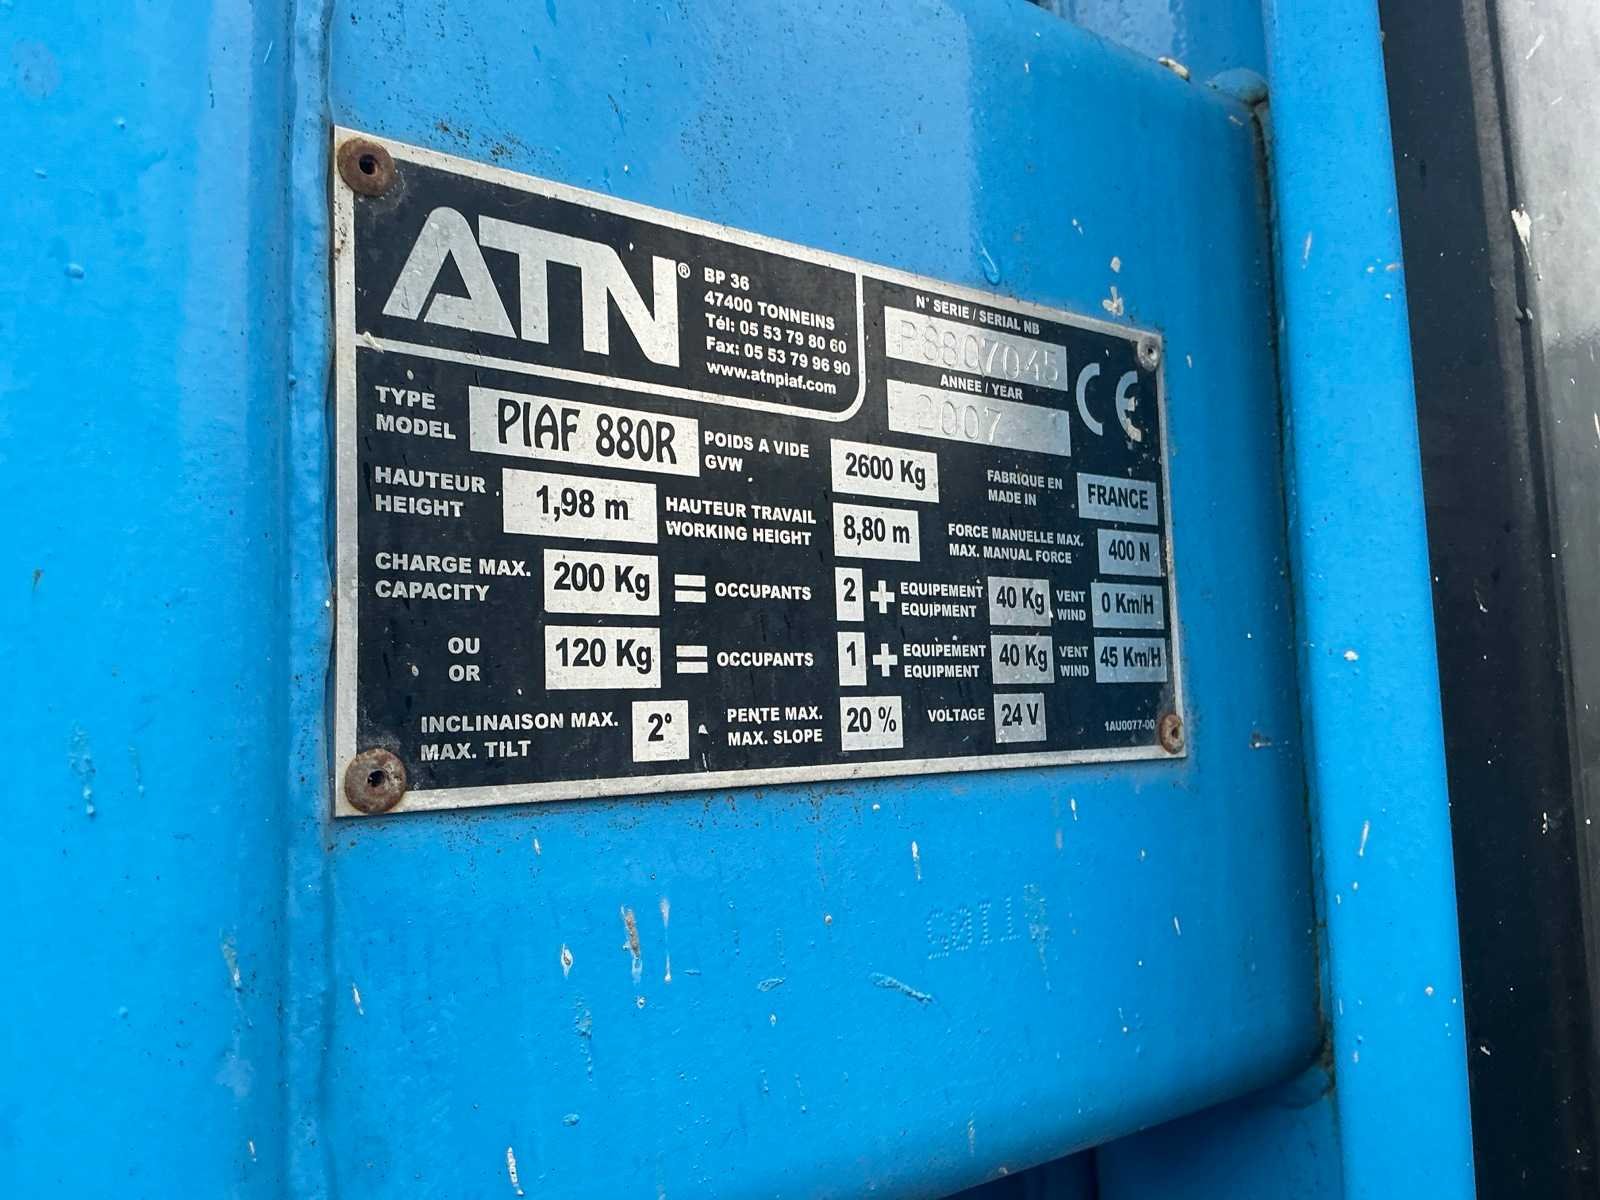 ATN®
BP 36
47400 TONNEINS
Tél: 05 53 79 80 60
Fax: 05 53 79 96 90
www.atnpiaf.com
N° SERIE / SERIAL NB
P8807045
ANNEE / YEAR
2007
CE
TYPE
MODEL
PIAF 880R
POIDS A VIDE
GVW
2600 Kg
FABRIQUE EN
MADE IN
FRANCE
HAUTEUR
HEIGHT
1,98 m
HAUTEUR TRAVAIL
WORKING HEIGHT
8,80 m
FORCE MANUELLE MAX.
MAX. MANUAL FORCE
400 N
CHARGE MAX.
CAPACITY
200 Kg = OCCUPANTS 2 +
EQUIPEMENT
EQUIPMENT
40 Kg
VENT
WIND
0 Km/H
OU
OR
120 Kg = OCCUPANTS 1 +
EQUIPEMENT
EQUIPMENT
40 Kg
VENT
WIND
45 Km/H
INCLINAISON MAX.
MAX. TILT
2°
PENTE MAX.
MAX. SLOPE
20 %
VOLTAGE 24 V
1AU0077-00